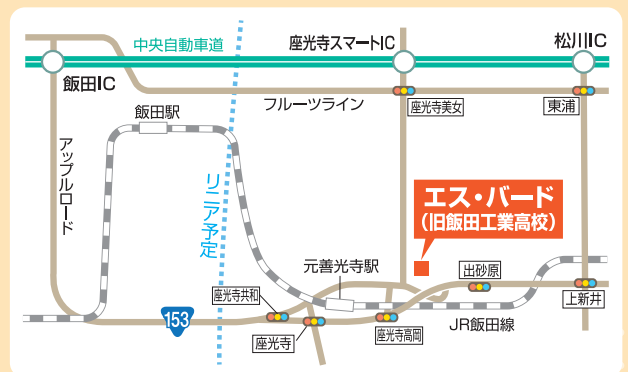 中央自動車道
座光寺スマートIC
松川IC
飯田IC
フルーツライン
座光寺美女
東浦
飯田駅
アップルロード
リニア予定
エス・バード
(旧飯田工業高校)
元善光寺駅
出砂原
座光寺共和
上新井
153
座光寺
座光寺高岡
JR飯田線